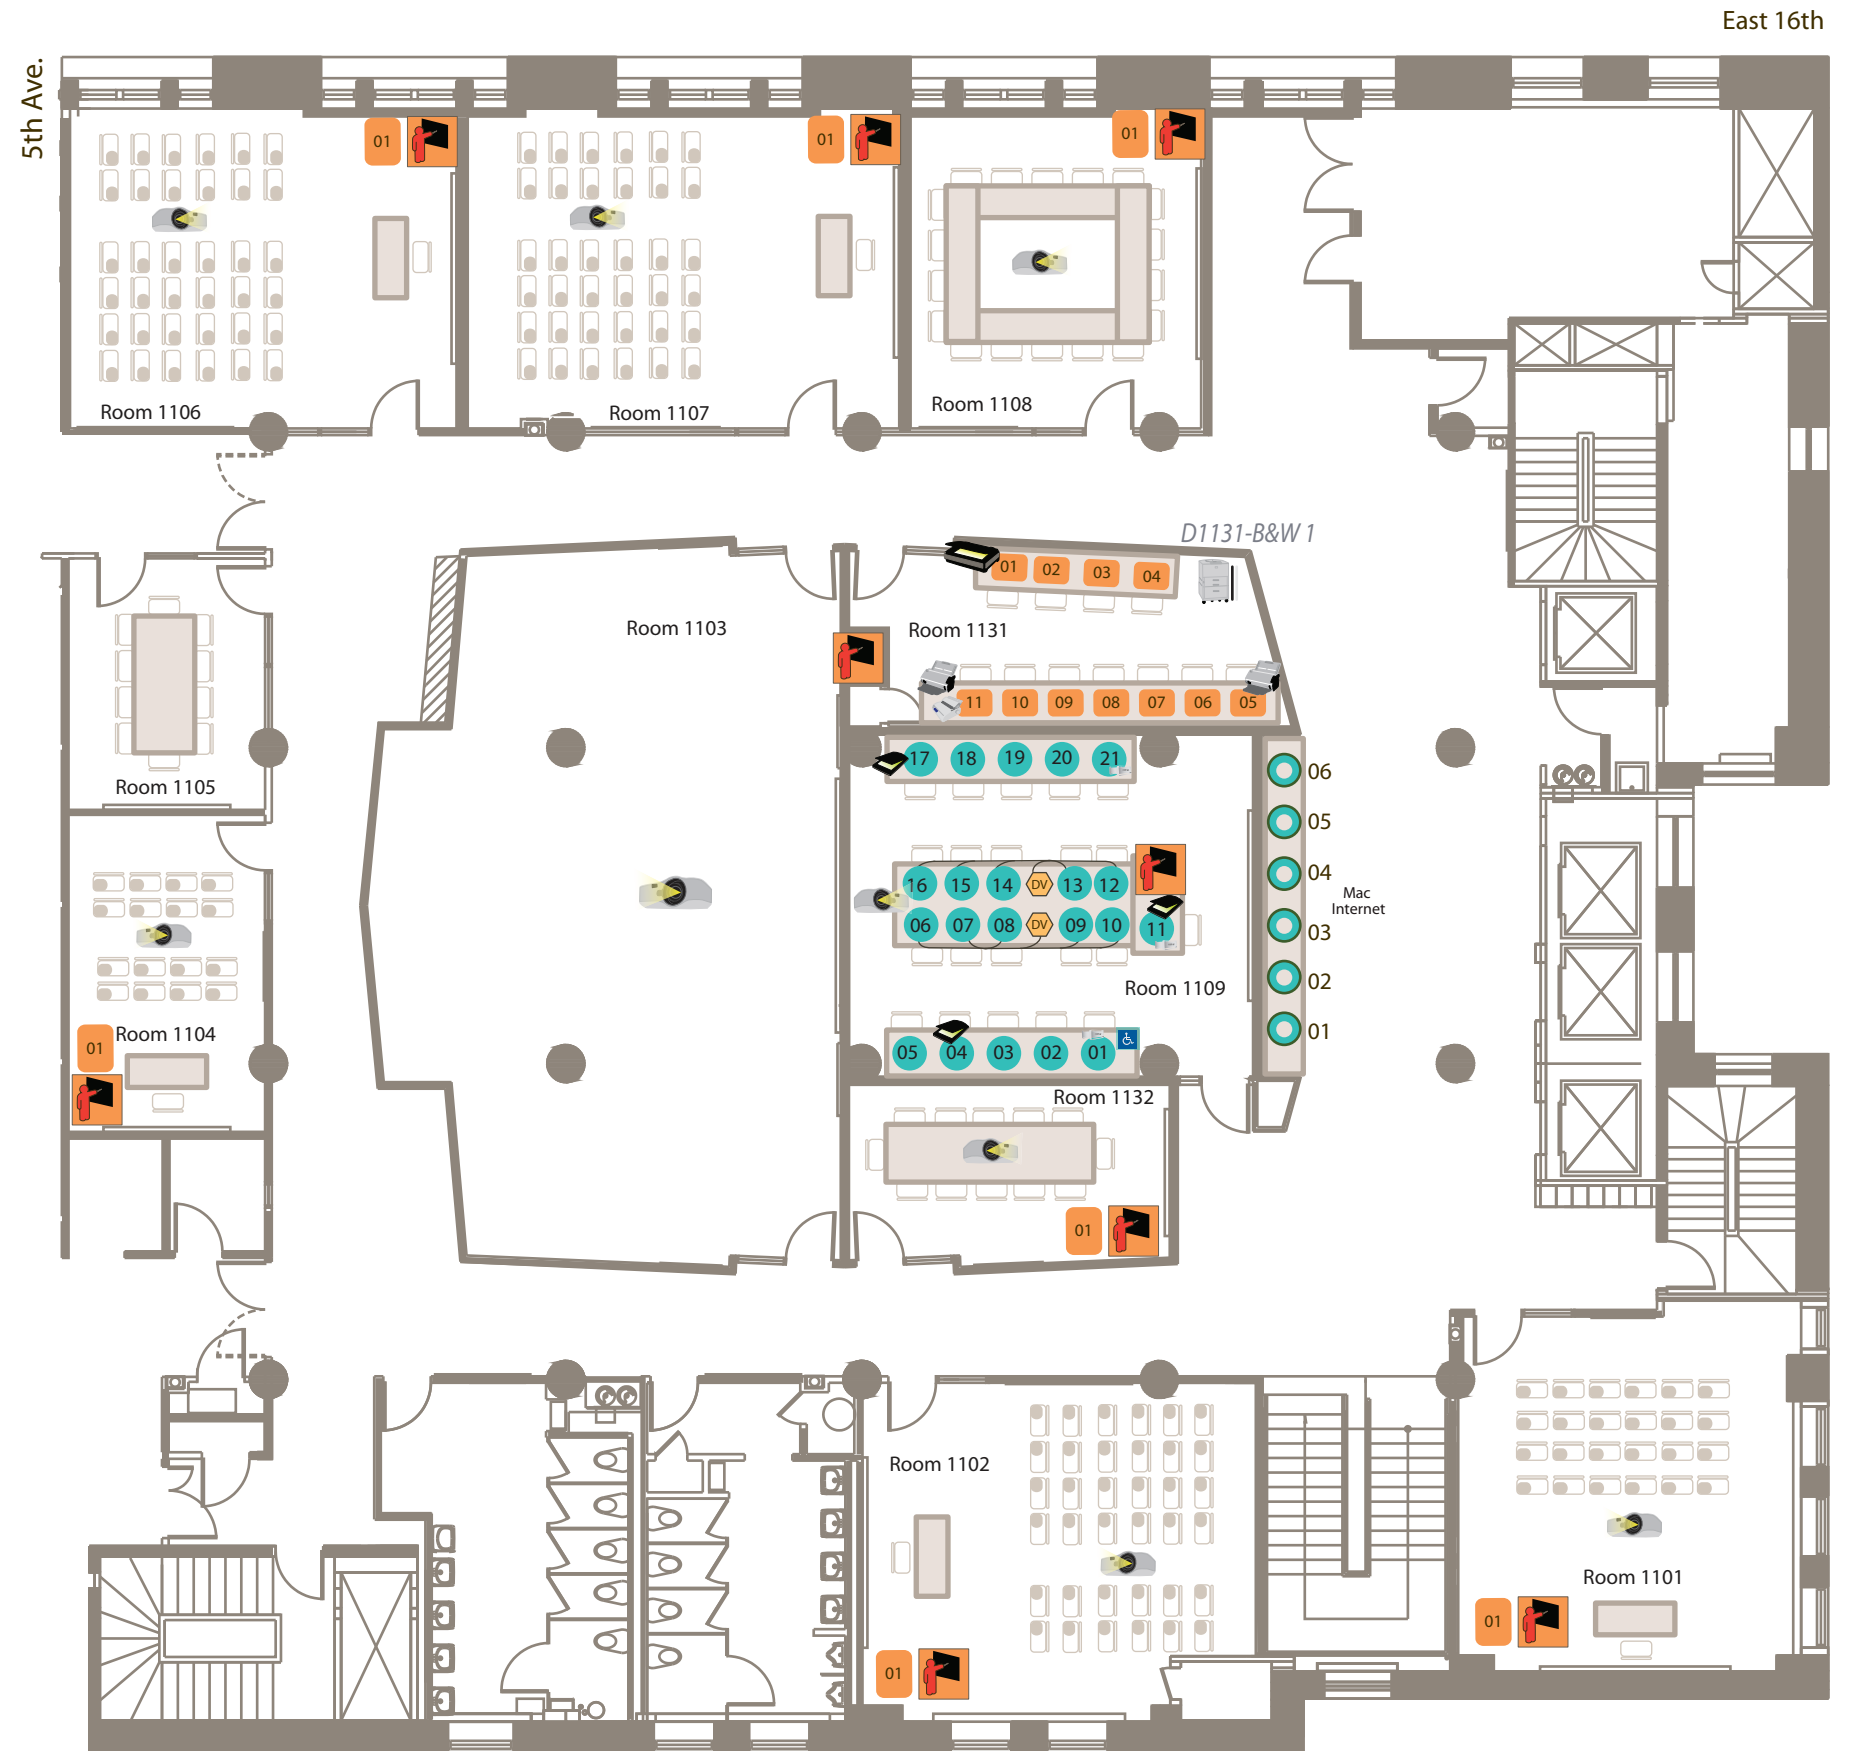 East 16th
5th Ave.
01
01
01
Room 1106
Room 1107
Room 1108
D1131-B&W 1
01
02
03
04
Room 1103
Room 1131
11
10
09
08
07
06
05
Room 1105
17
18
19
20
21
06
05
04
03
02
01
Mac
Internet
16
15
14
DV
13
12
06
07
08
DV
09
10
11
Room 1109
Room 1104
01
05
04
03
02
01
Room 1132
01
Room 1102
01
Room 1101
01